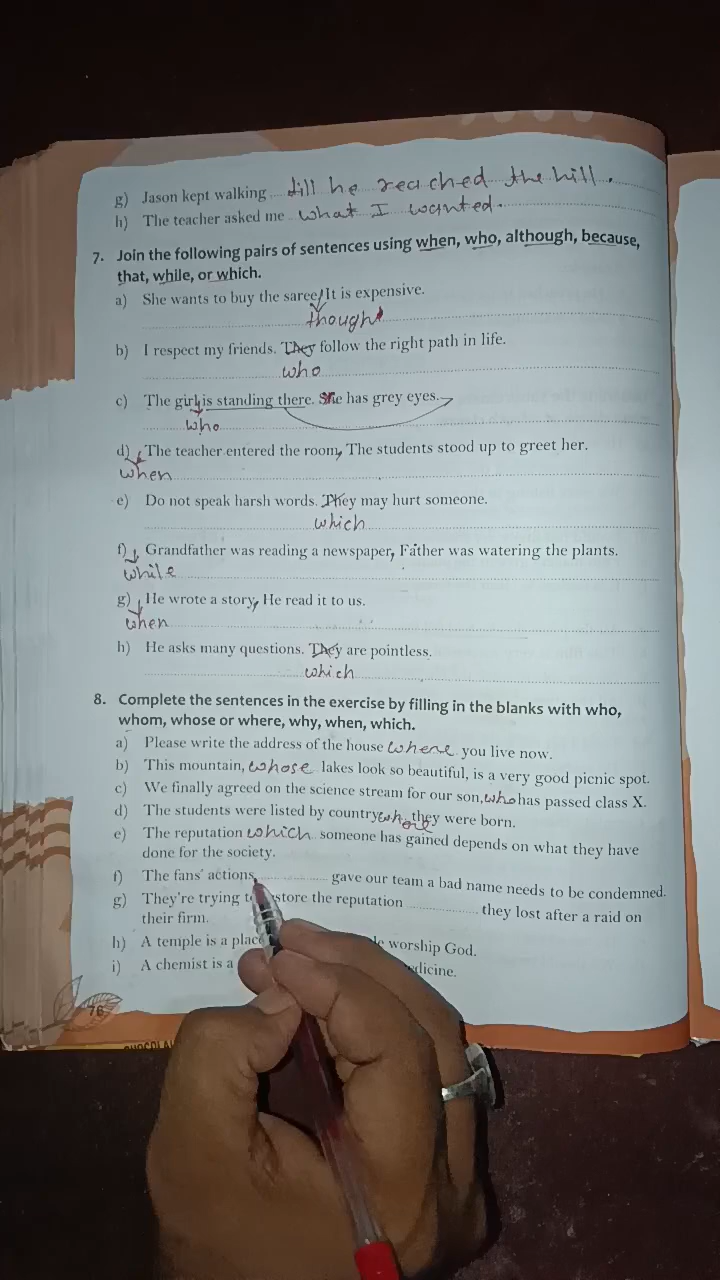 g) Jason kept walking till he reached the hill.
h) The teacher asked me what I wanted.
7. Join the following pairs of sentences using when, who, although, because,
that, while, or which.
a) She wants to buy the saree/It is expensive.
though
b) I respect my friends. They follow the right path in life.
who
c) The girl is standing there. She has grey eyes.
who
d) The teacher entered the room, The students stood up to greet her.
when
e) Do not speak harsh words. They may hurt someone.
which
f) Grandfather was reading a newspaper, Father was watering the plants.
while
g) He wrote a story, He read it to us.
when
h) He asks many questions. They are pointless.
which
8. Complete the sentences in the exercise by filling in the blanks with who,
whom, whose or where, why, when, which.
a) Please write the address of the house where you live now.
b) This mountain, whose lakes look so beautiful, is a very good picnic spot.
c) We finally agreed on the science stream for our son, who has passed class X.
d) The students were listed by country where they were born.
e) The reputation which someone has gained depends on what they have
done for the society.
f) The fans' actions, gave our team a bad name needs to be condemned.
g) They're trying to store the reputation they lost after a raid on
their firm.
h) A temple is a place worship God.
i) A chemist is a
76